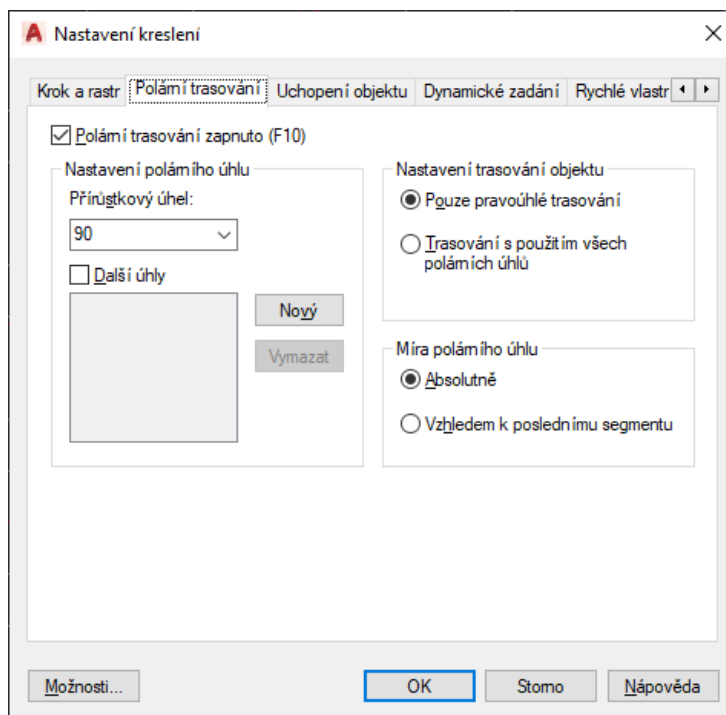 A Nastavení kreslení
Krok a rastr Polární trasování Uchopení objektu Dynamické zadání Rychlé vlastr
Polární trasování zapnuto (F10)
Nastavení polárního úhlu
Přírůstkový úhel:
90
Další úhly
Nový
Vymazat
Nastavení trasování objektu
Pouze pravoúhlé trasování
Trasování s použitím všech
polárních úhlů
Míra polárního úhlu
Absolutně
Vzhledem k poslednímu segmentu
Možnosti... OK Storno Nápověda